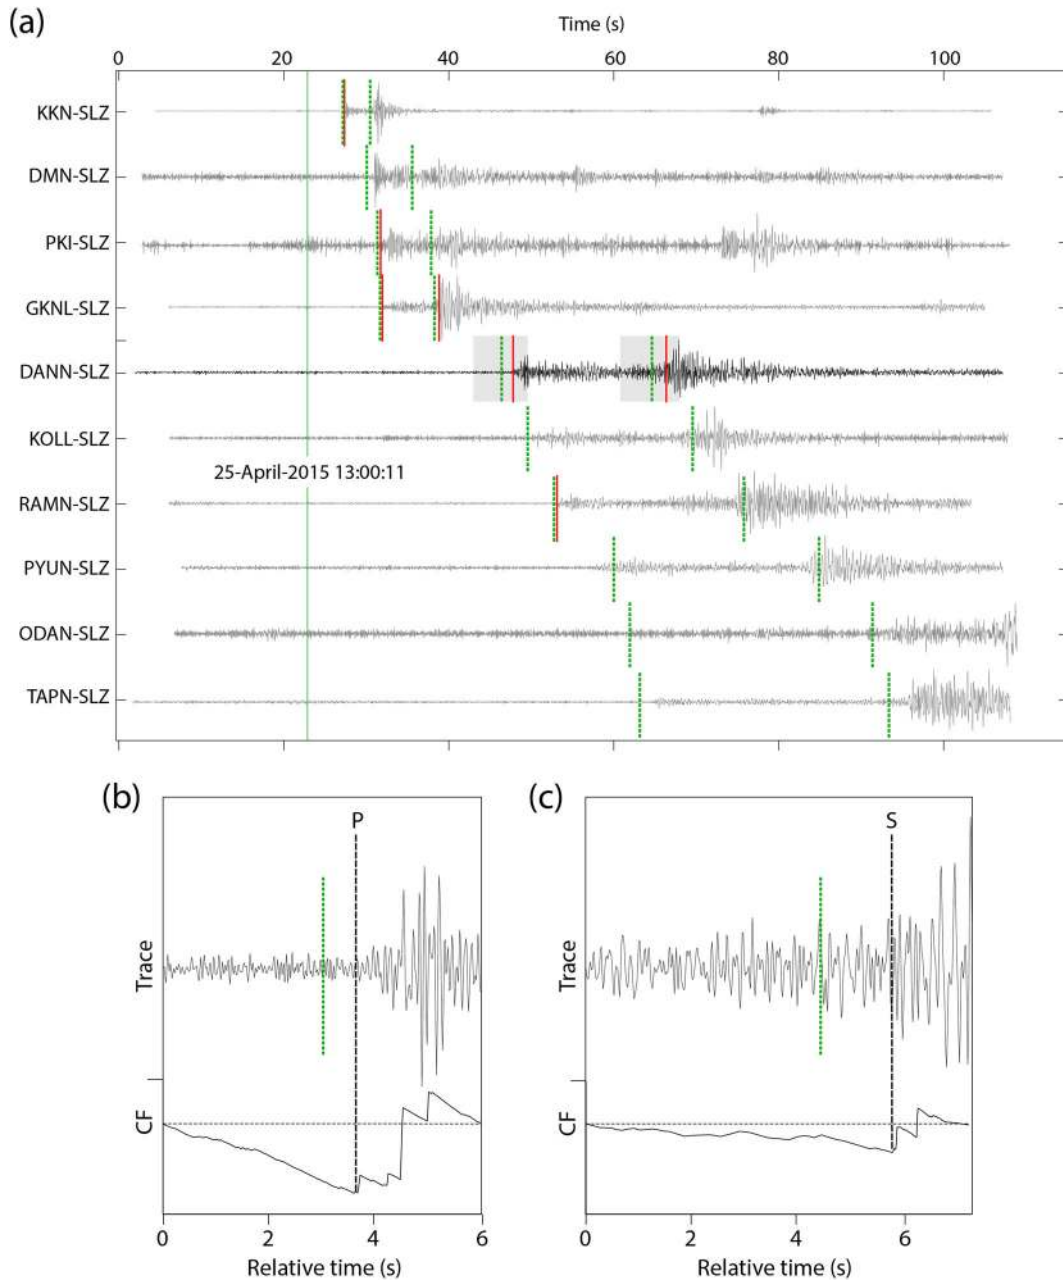 (a)
Time (s)
0 20 40 60 80 100
KKN-SLZ
DMN-SLZ
PKI-SLZ
GKNL-SLZ
DANN-SLZ
KOLL-SLZ
25-April-2015 13:00:11
RAMN-SLZ
PYUN-SLZ
ODAN-SLZ
TAPN-SLZ
(b)
P
Trace
CF
0 2 4 6
Relative time (s)
(c)
S
Trace
CF
0 2 4 6
Relative time (s)